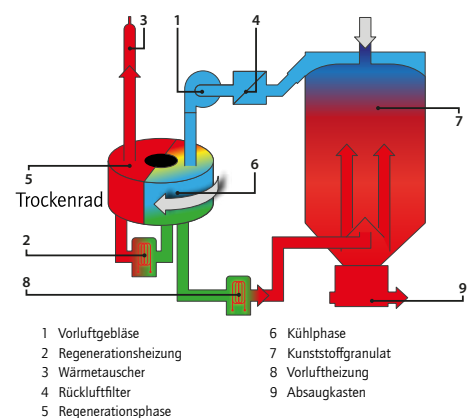 3
1
4
7
5
6
Trockenrad
2
8
9
1 Vorluftgebläse
2 Regenerationsheizung
3 Wärmetauscher
4 Rückluftfilter
5 Regenerationsphase
6 Kühlphase
7 Kunststoffgranulat
8 Vorluftheizung
9 Absaugkasten